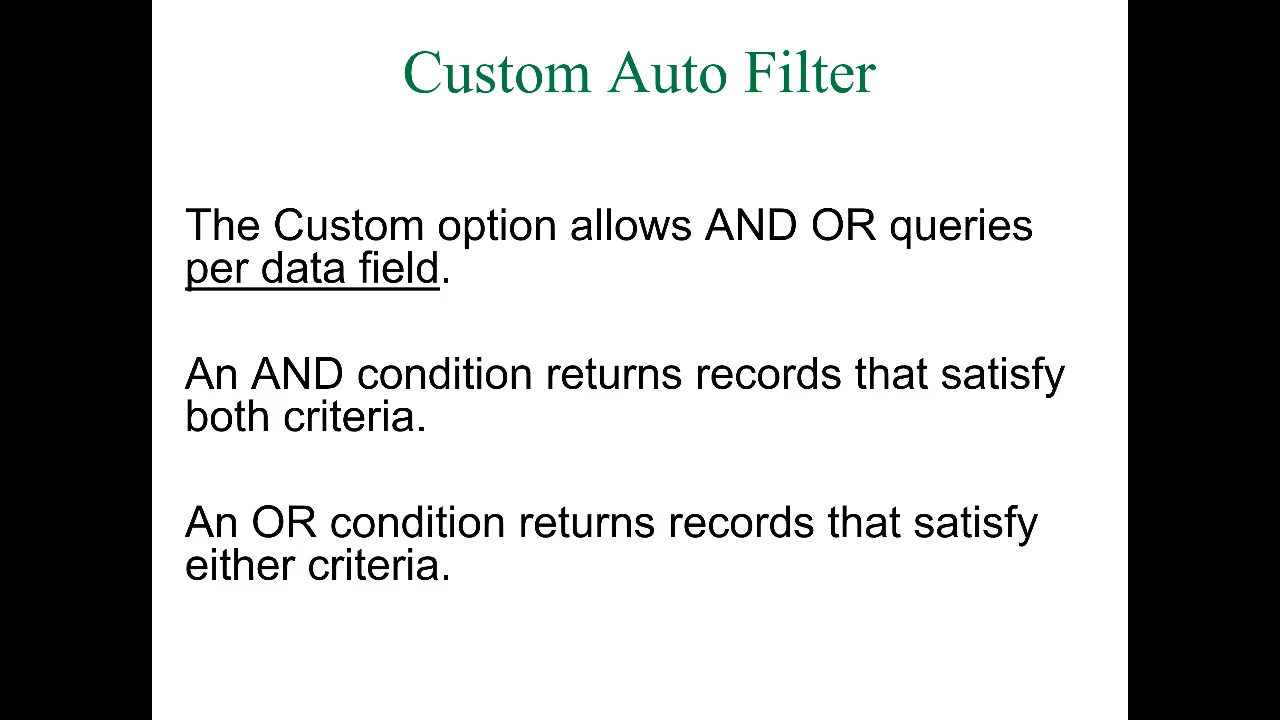 Custom Auto Filter
The Custom option allows AND OR queries
per data field.
An AND condition returns records that satisfy
both criteria.
An OR condition returns records that satisfy
either criteria.